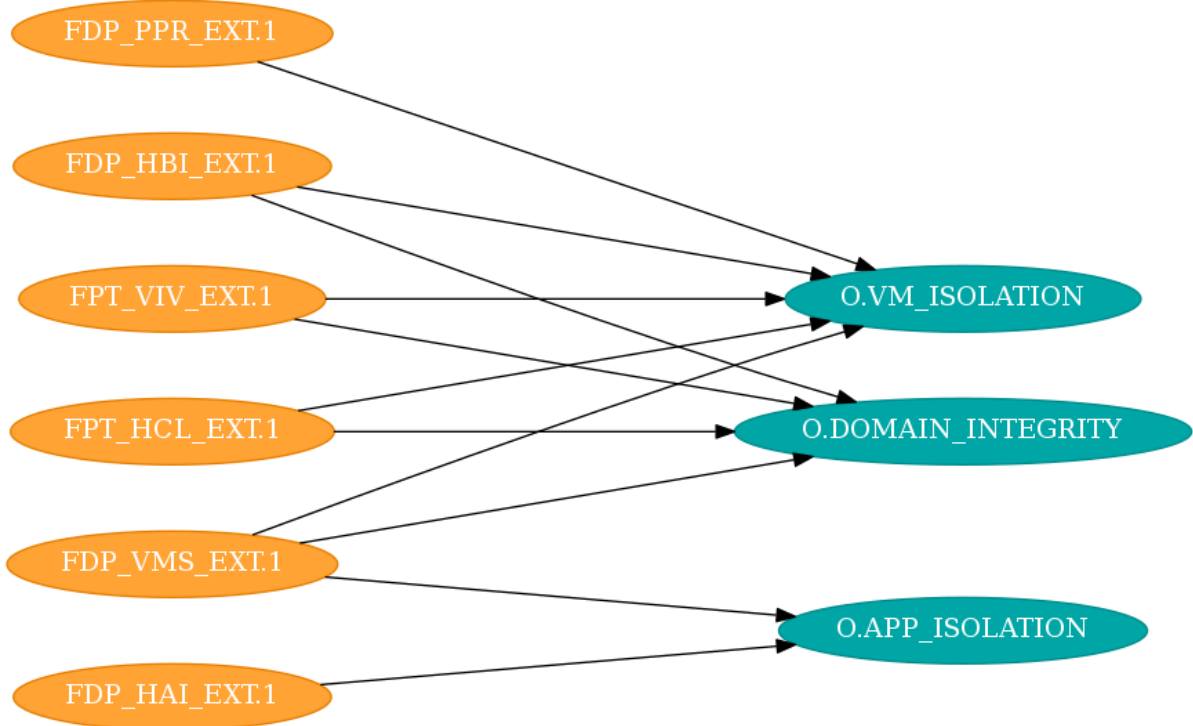 FDP_PPR_EXT.1
FDP_HBI_EXT.1
FPT_VIV_EXT.1
O.VM_ISOLATION
FPT_HCL_EXT.1
O.DOMAIN_INTEGRITY
FDP_VMS_EXT.1
O.APP_ISOLATION
FDP_HAI_EXT.1